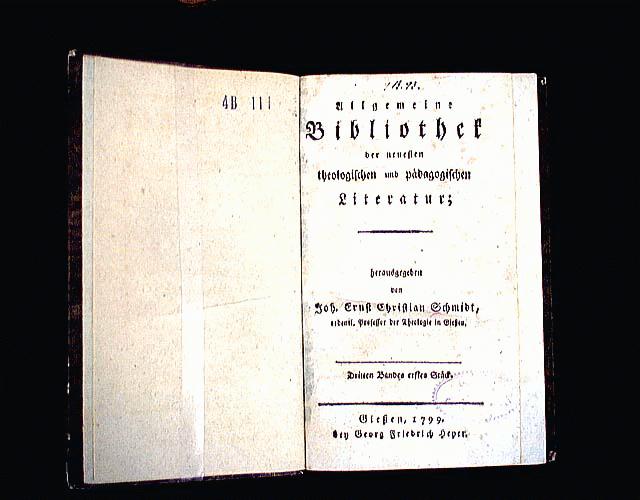 4B 111
Allgemeine
Bibliothek
der neuesten
theologischen und pädagogischen
Literatur;
herausgegeben
von
Joh. Ernst Christian Schmidt,
ordentl. Professor der Theologie in Gießen.
Dritten Bandes erstes Stück.
Gießen, 1799.
bey Georg Friedrich Heyer.